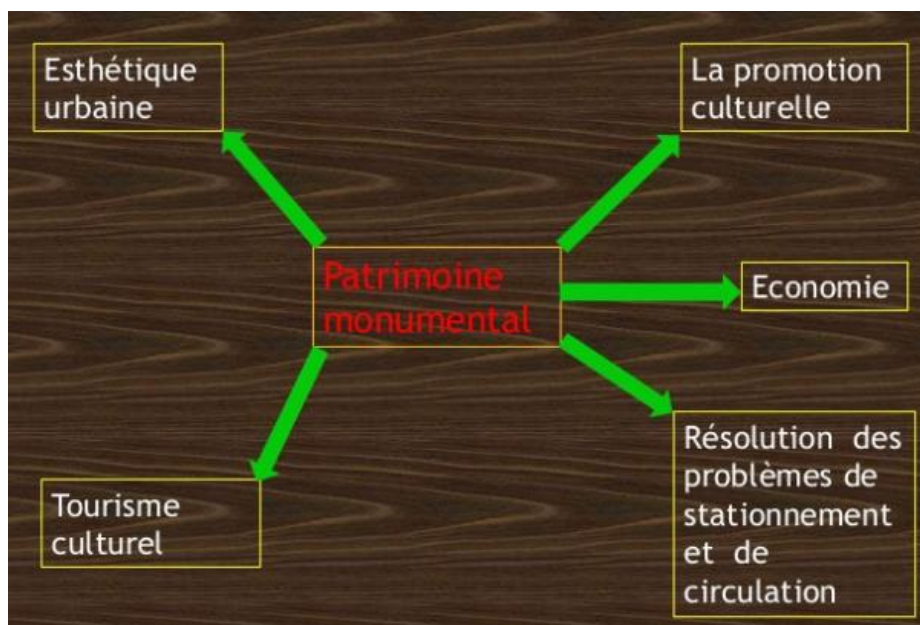 Esthétique
urbaine
La promotion
culturelle
Patrimoine
monumental
Economie
Tourisme
culturel
Résolution des
problèmes de
stationnement
et de
circulation